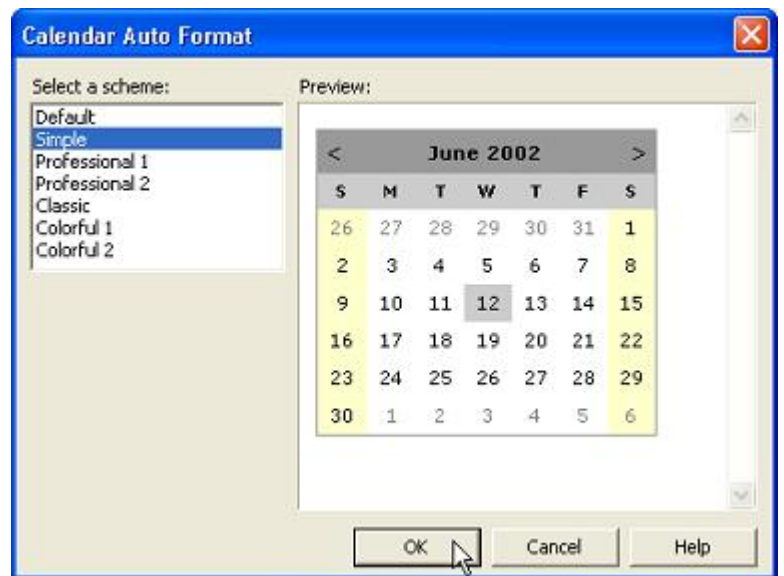 Calendar Auto Format
Select a scheme:
Default
Simple
Professional 1
Professional 2
Classic
Colorful 1
Colorful 2
Preview:
< June 2002 >
S M T W T F S
26 27 28 29 30 31 1
2 3 4 5 6 7 8
9 10 11 12 13 14 15
16 17 18 19 20 21 22
23 24 25 26 27 28 29
30 1 2 3 4 5 6
OK Cancel Help